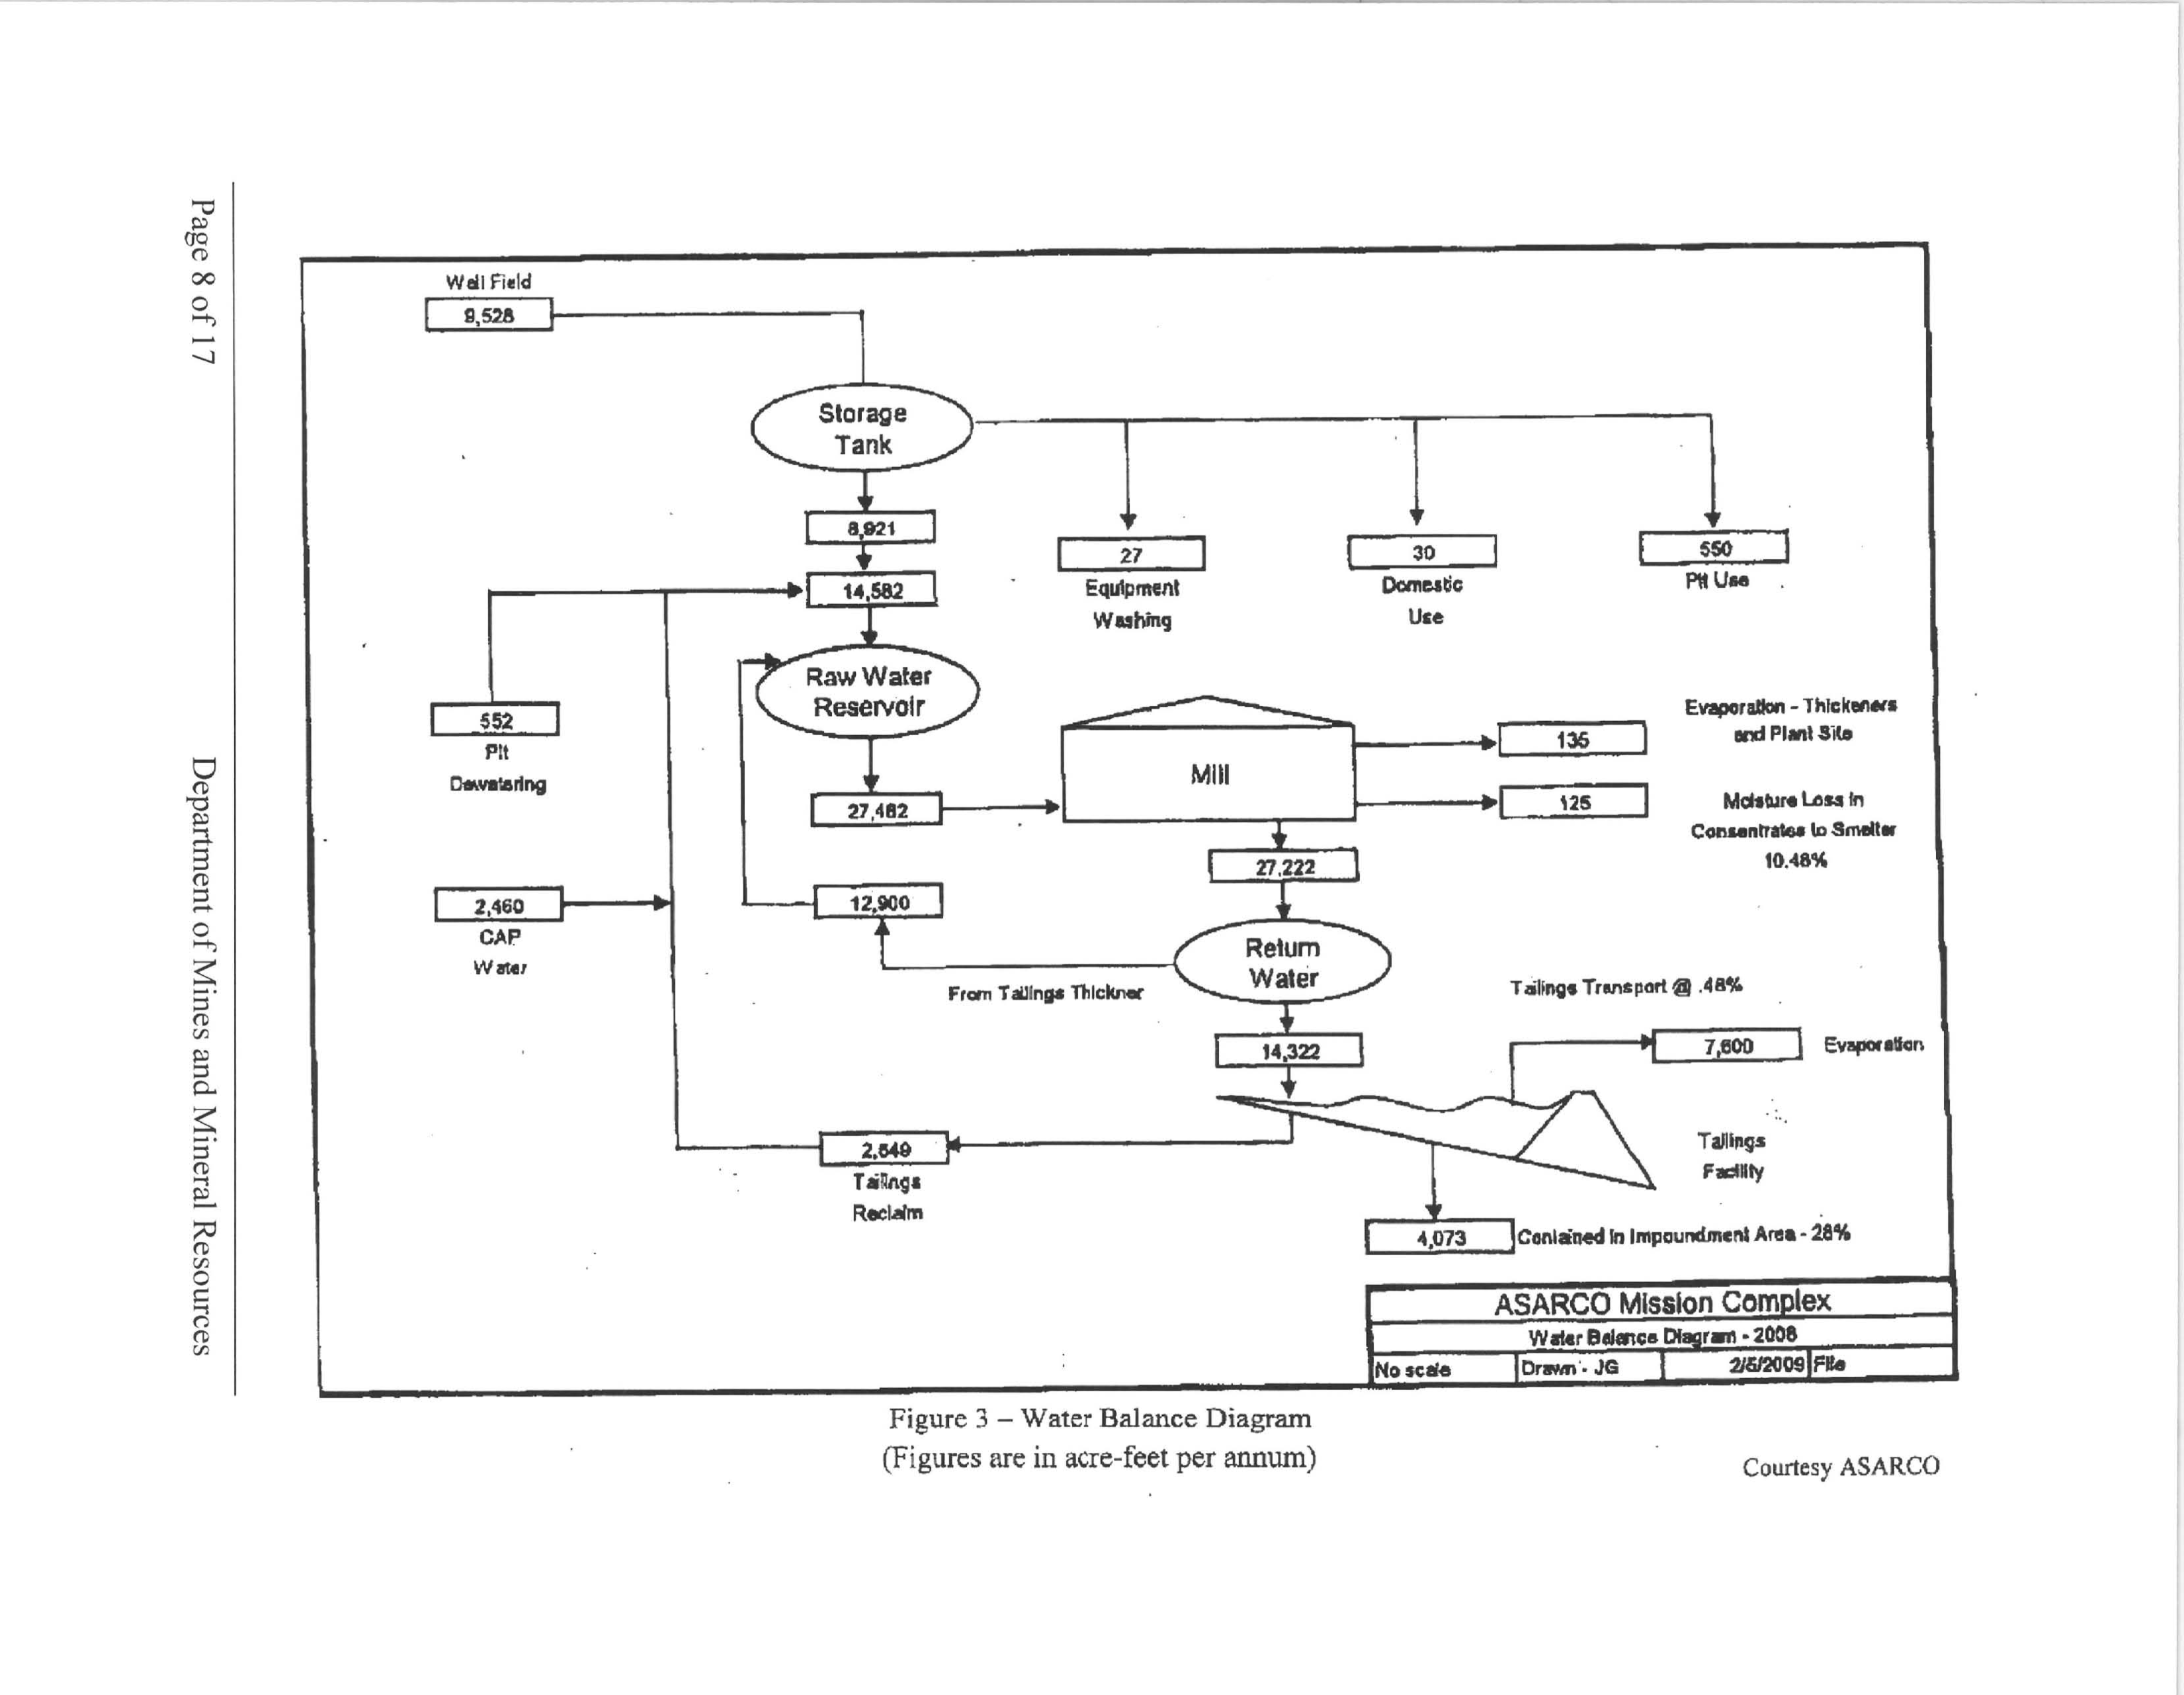 Page 8 of 17
Department of Mines and Mineral Resources
Well Field
9,528
Storage
Tank
8,921
14,582
27
Equipment
Washing
30
Domestic
Use
550
Pit Use
Raw Water
Reservoir
552
Pit
Dewatering
27,482
Mill
135
Evaporation - Thickeners
and Plant Site
125
Moisture Loss in
Consentrates to Smelter
10.48%
27,222
2,460
CAP
Water
12,900
Return
Water
From Tailings Thickner
Tailings Transport @ .48%
14,322
7,600
Evaporation
2,649
Tailings
Reclaim
Tailings
Facility
4,073
Contained in Impoundment Area - 28%
ASARCO Mission Complex
Water Balance Diagram - 2008
No scale
Drawn - JG
2/5/2009
File
Figure 3 – Water Balance Diagram
(Figures are in acre-feet per annum)
Courtesy ASARCO